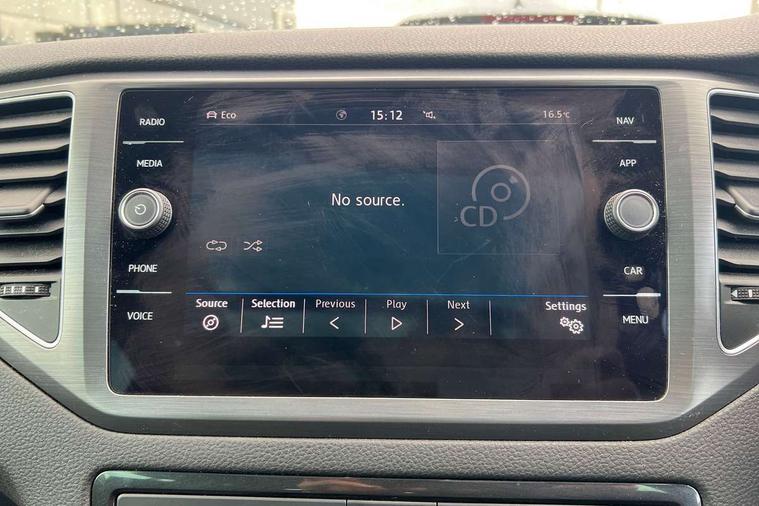 RADIO
Eco
15:12
16.5°C
NAV
MEDIA
APP
No source.
CD
PHONE
CAR
VOICE
Source
Selection
Previous
Play
Next
Settings
MENU